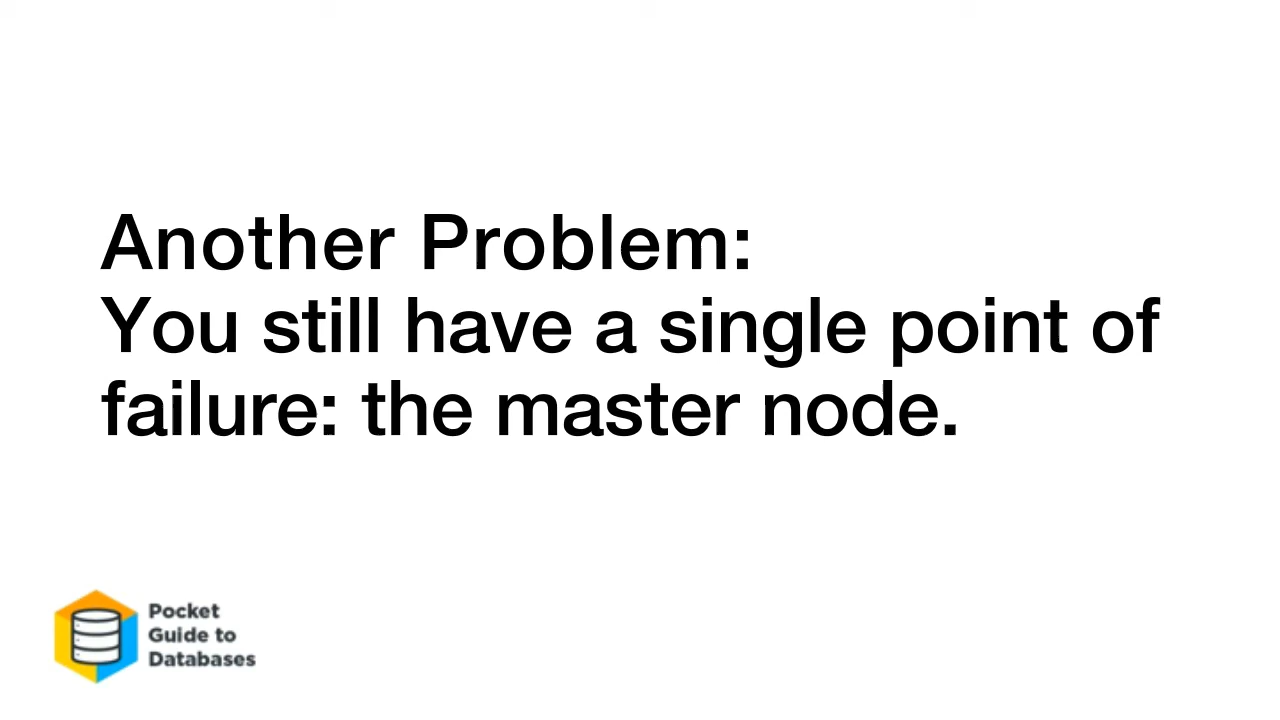 Another Problem:
You still have a single point of
failure: the master node.
Pocket
Guide to
Databases